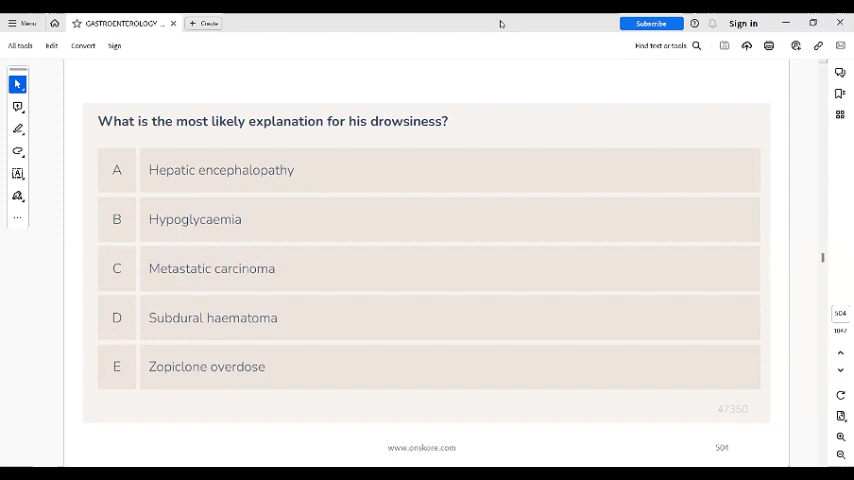 Menu
GASTROENTEROLOGY ...
Create
Subscribe
Sign in
All tools
Edit
Convert
Sign
Find text or tools
What is the most likely explanation for his drowsiness?
A Hepatic encephalopathy
B Hypoglycaemia
C Metastatic carcinoma
D Subdural haematoma
E Zopiclone overdose
47350
www.onskore.com
504
504
1047